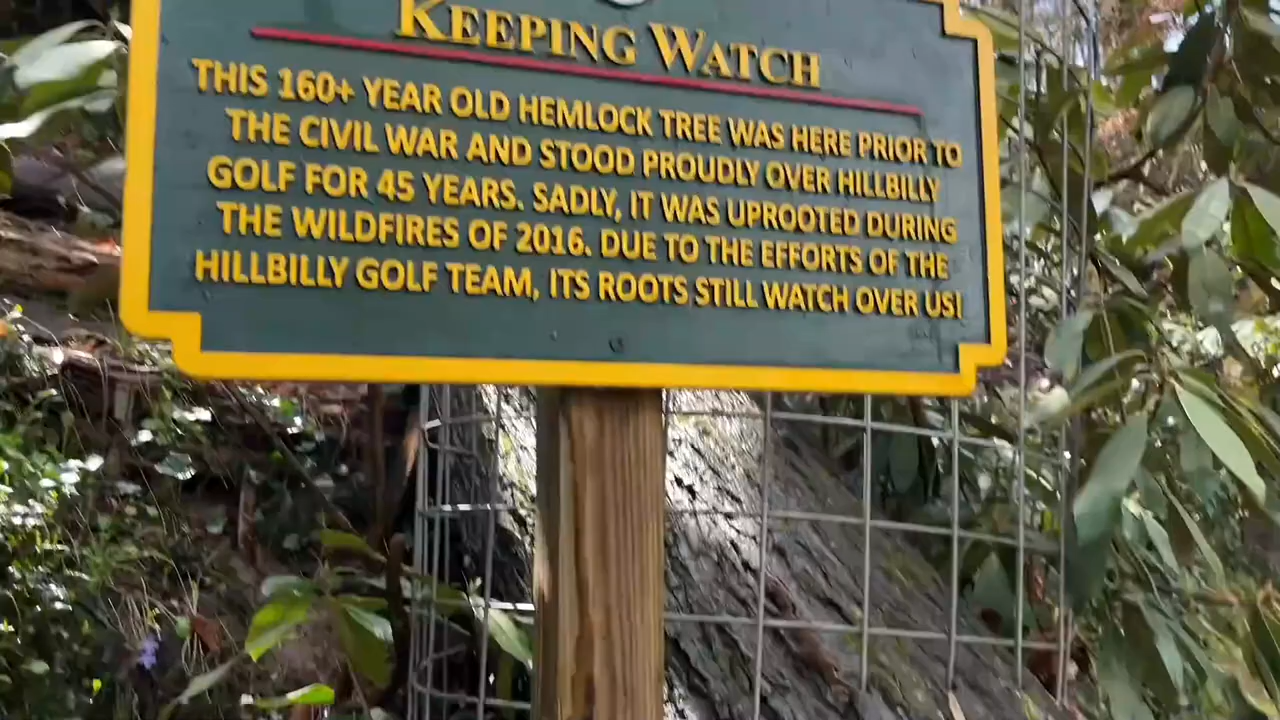 KEEPING WATCH
THIS 160+ YEAR OLD HEMLOCK TREE WAS HERE PRIOR TO
THE CIVIL WAR AND STOOD PROUDLY OVER HILLBILLY
GOLF FOR 45 YEARS. SADLY, IT WAS UPROOTED DURING
THE WILDFIRES OF 2016. DUE TO THE EFFORTS OF THE
HILLBILLY GOLF TEAM, ITS ROOTS STILL WATCH OVER US!